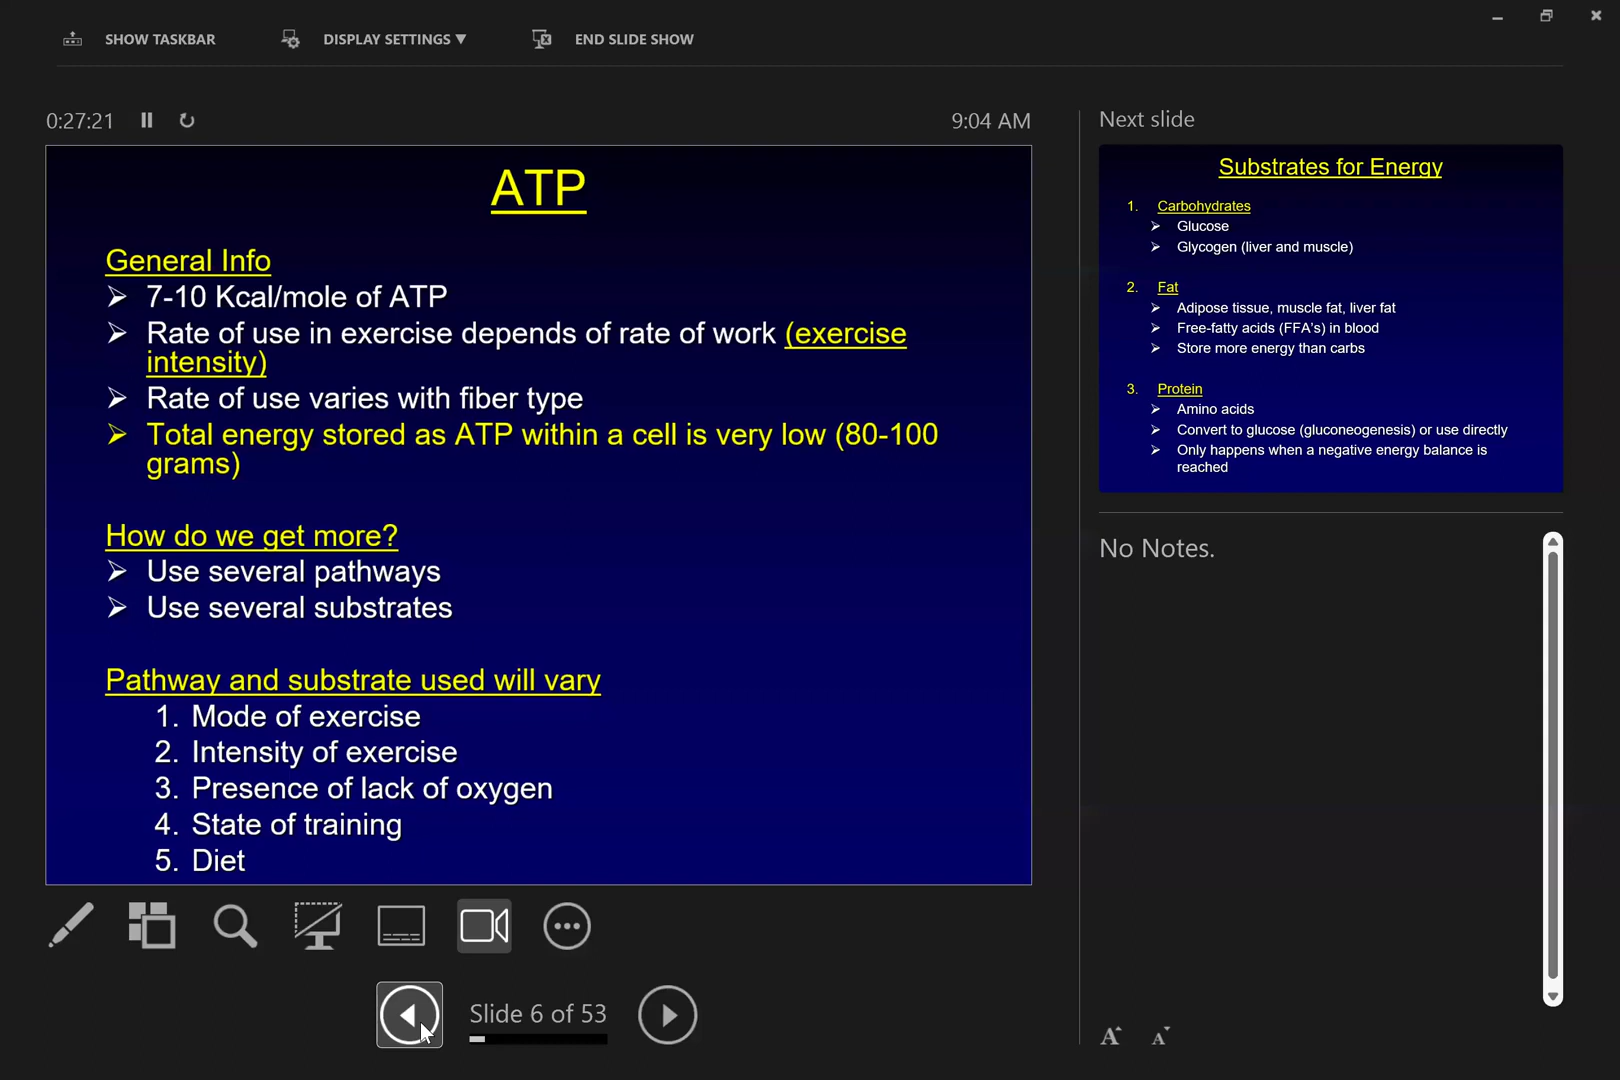 SHOW TASKBAR
DISPLAY SETTINGS ▼
END SLIDE SHOW
0:27:21
9:04 AM
ATP
General Info
➢ 7-10 Kcal/mole of ATP
➢ Rate of use in exercise depends of rate of work (exercise
intensity)
➢ Rate of use varies with fiber type
➢ Total energy stored as ATP within a cell is very low (80-100
grams)
How do we get more?
➢ Use several pathways
➢ Use several substrates
Pathway and substrate used will vary
1. Mode of exercise
2. Intensity of exercise
3. Presence of lack of oxygen
4. State of training
5. Diet
Slide 6 of 53
Next slide
Substrates for Energy
1. Carbohydrates
➢ Glucose
➢ Glycogen (liver and muscle)
2. Fat
➢ Adipose tissue, muscle fat, liver fat
➢ Free-fatty acids (FFA's) in blood
➢ Store more energy than carbs
3. Protein
➢ Amino acids
➢ Convert to glucose (gluconeogenesis) or use directly
➢ Only happens when a negative energy balance is
reached
No Notes.
A A